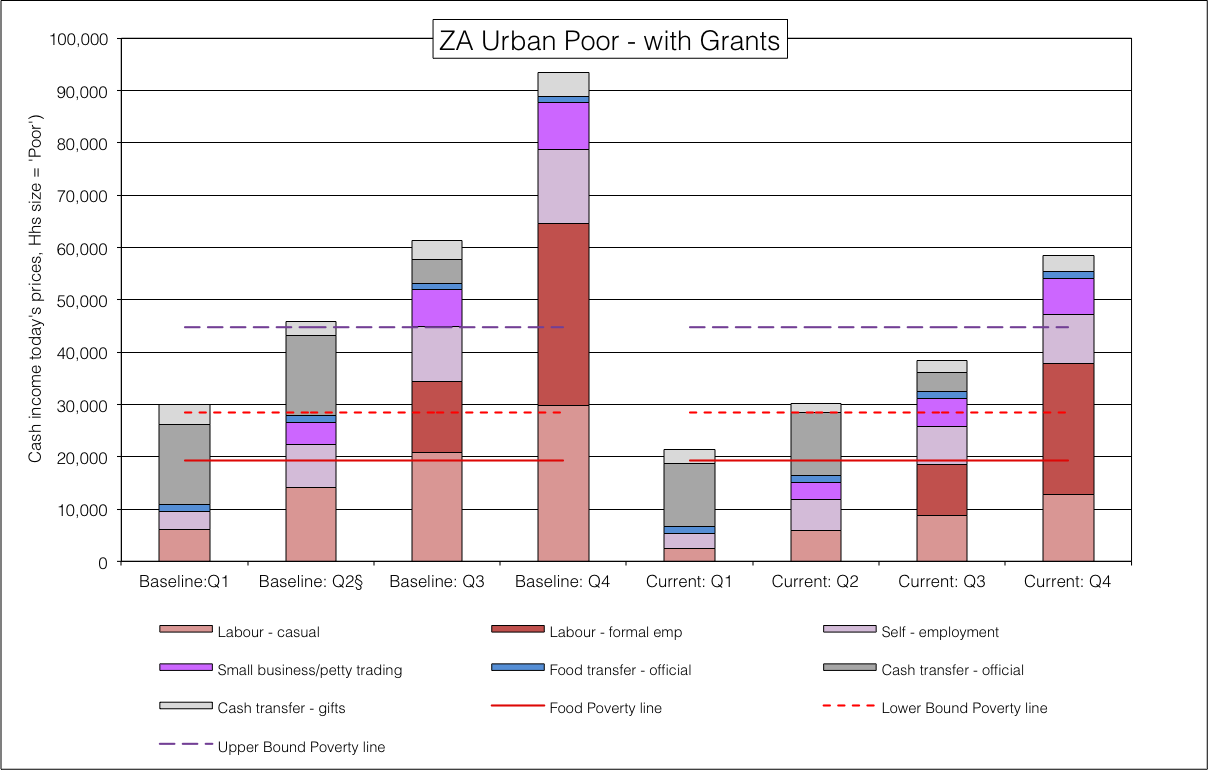 ZA Urban Poor - with Grants
Cash income today's prices, Hhs size = 'Poor')
100,000
90,000
80,000
70,000
60,000
50,000
40,000
30,000
20,000
10,000
0
Baseline:Q1 Baseline: Q2§ Baseline: Q3 Baseline: Q4 Current: Q1 Current: Q2 Current: Q3 Current: Q4
Labour - casual Labour - formal emp Self - employment
Small business/petty trading Food transfer - official Cash transfer - official
Cash transfer - gifts Food Poverty line Lower Bound Poverty line
Upper Bound Poverty line